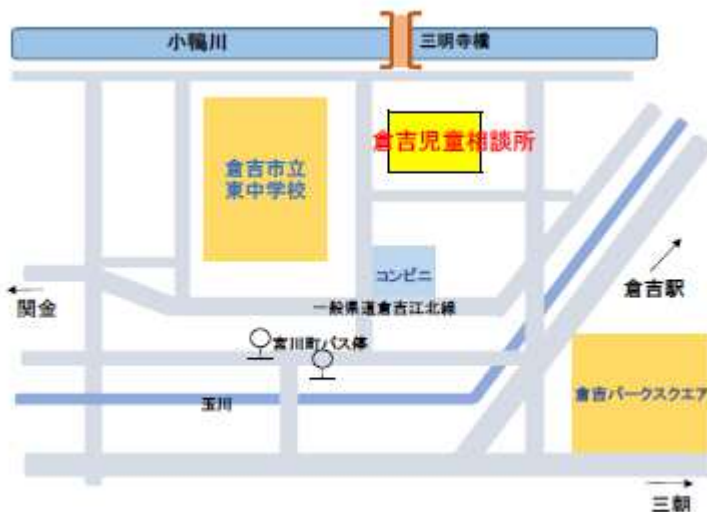 小鴨川
三明寺橋
倉吉児童相談所
倉吉市立
東中学校
コンビニ
倉吉駅
関金
一般県道倉吉江北線
宮川町バス停
倉吉パークスクエア
玉川
三朝